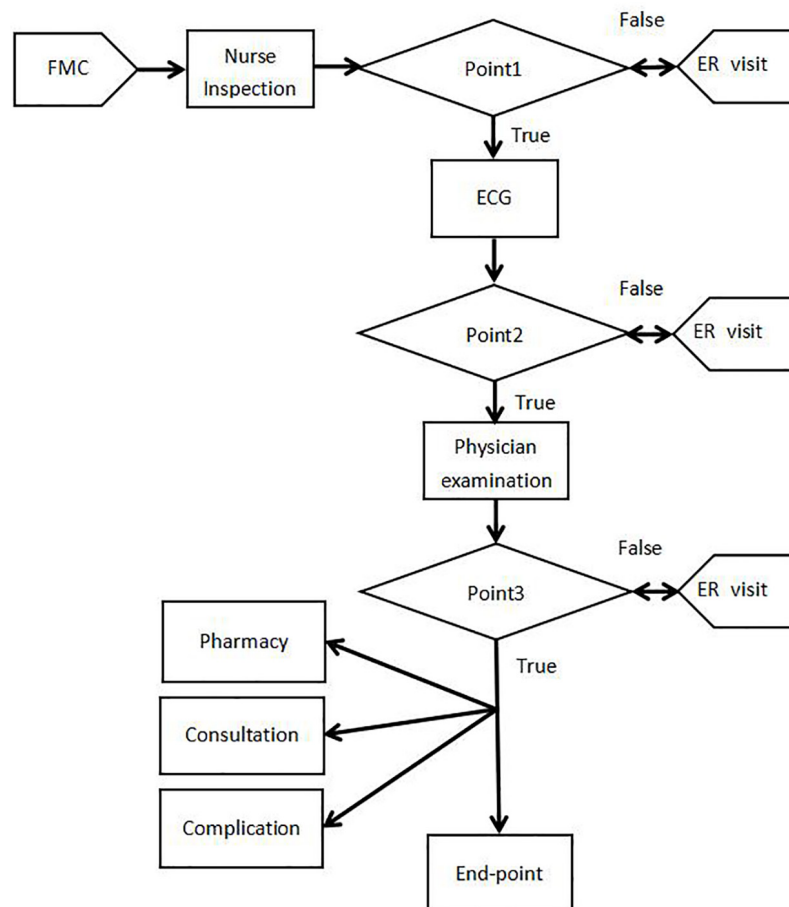 False
FMC
Nurse
Inspection
Point1
ER visit
True
ECG
False
Point2
ER visit
True
Physician
examination
False
Point3
ER visit
Pharmacy
True
Consultation
Complication
End-point